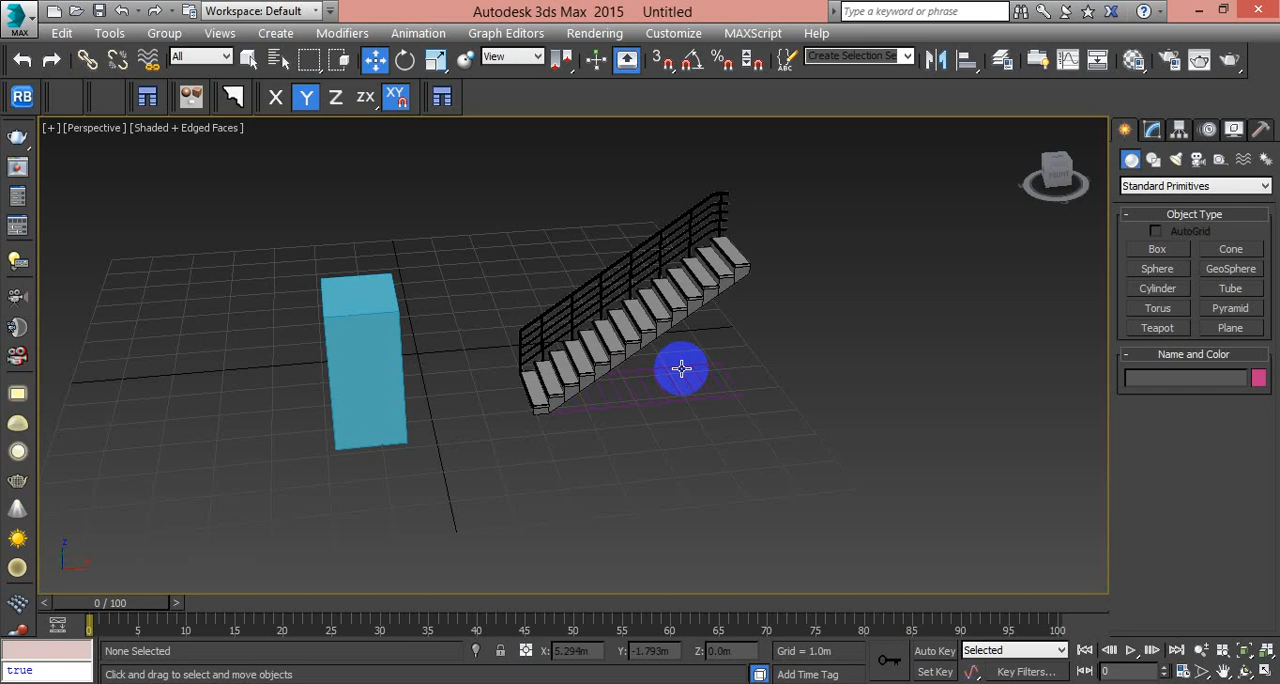 MAX
Workspace: Default
Autodesk 3ds Max 2015 Untitled
Type a keyword or phrase
Edit Tools Group Views Create Modifiers Animation Graph Editors Rendering Customize MAXScript Help
All
View
3
Create Selection Se
RB
X Y Z ZX XY
[+] [Perspective] [Shaded + Edged Faces]
FRONT
Standard Primitives
- Object Type
AutoGrid
Box Cone
Sphere GeoSphere
Cylinder Tube
Torus Pyramid
Teapot Plane
- Name and Color
z
x
< 0 / 100 >
0 5 10 15 20 25 30 35 40 45 50 55 60 65 70 75 80 85 90 95 100
None Selected X: 5.294m Y: -1.793m Z: 0.0m Grid = 1.0m Auto Key Selected
true Click and drag to select and move objects Add Time Tag Set Key Key Filters... 0